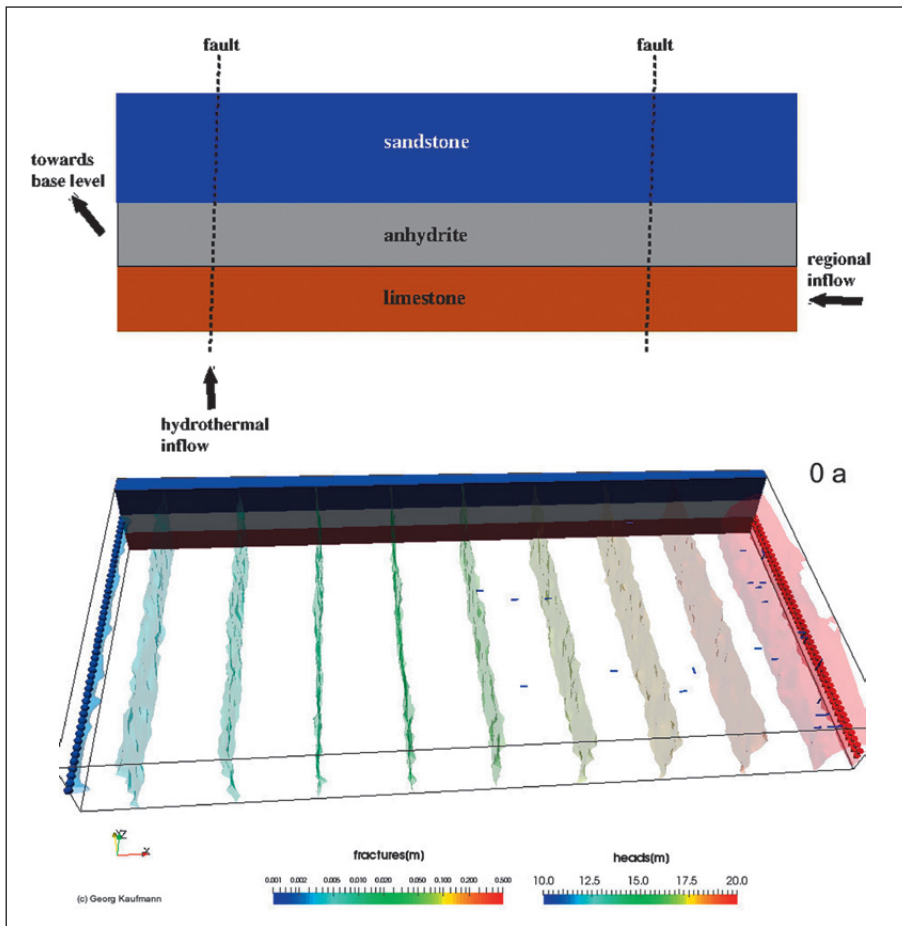 fault
fault
sandstone
towards
base level
anhydrite
regional
inflow
limestone
hydrothermal
inflow
0 a
YZ
X
fractures(m)
heads(m)
0.001 0.002 0.005 0.010 0.020 0.050 0.100 0.200 0.500
10.0 12.5 15.0 17.5 20.0
(c) Georg Kaufmann